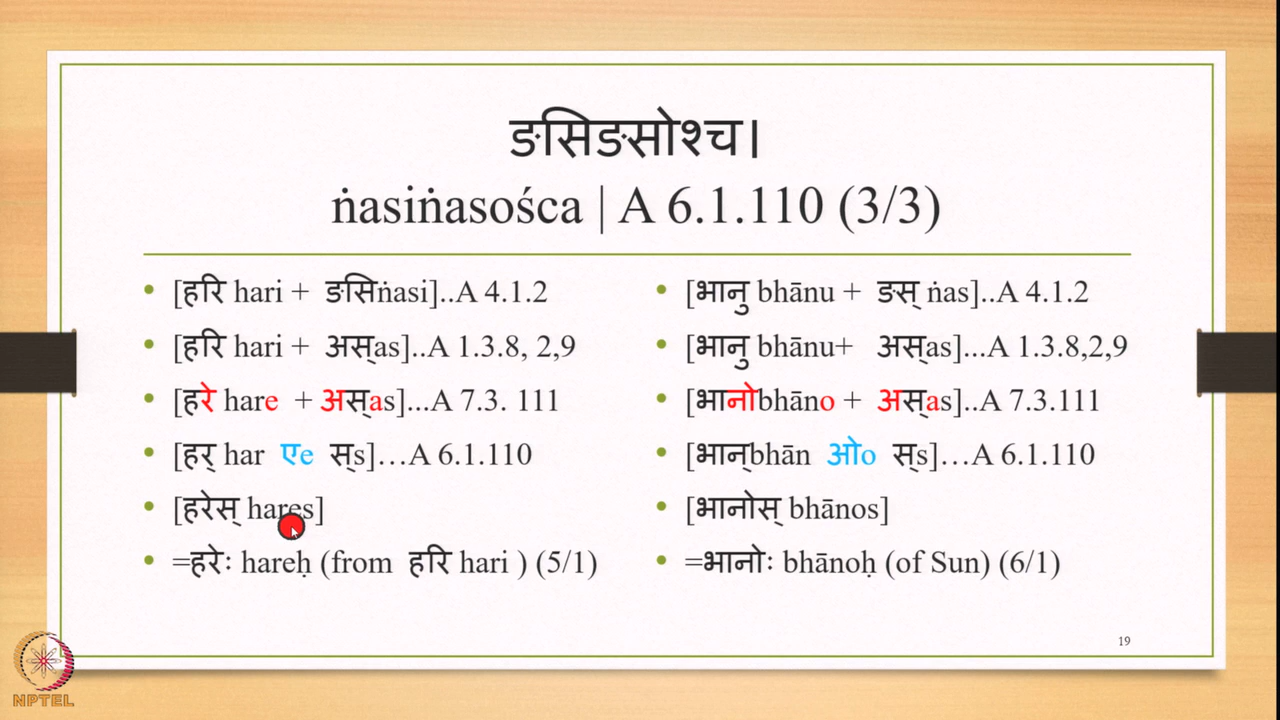 ङसिङसोश्च।
ṅasiṅasośca | A 6.1.110 (3/3)
• [हरि hari + ङसिṅasi]..A 4.1.2
• [हरि hari + अस्as]..A 1.3.8, 2,9
• [हरे hare + अस्as]...A 7.3. 111
• [हर् har एe स्s]…A 6.1.110
• [हरेस् hares]
• =हरेः hareḥ (from हरि hari ) (5/1)
• [भानु bhānu + ङस् ṅas]..A 4.1.2
• [भानु bhānu+ अस्as]...A 1.3.8,2,9
• [भानोbhāno + अस्as]..A 7.3.111
• [भान्bhān ओo स्s]…A 6.1.110
• [भानोस् bhānos]
• =भानोः bhānoḥ (of Sun) (6/1)
19
NPTEL